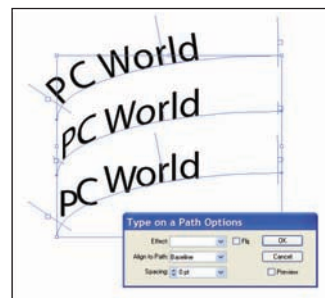 PC World
PC World
PC World
Type on a Path Options
Effect: Flip OK
Align to Path: Baseline Cancel
Spacing: 0 pt Preview